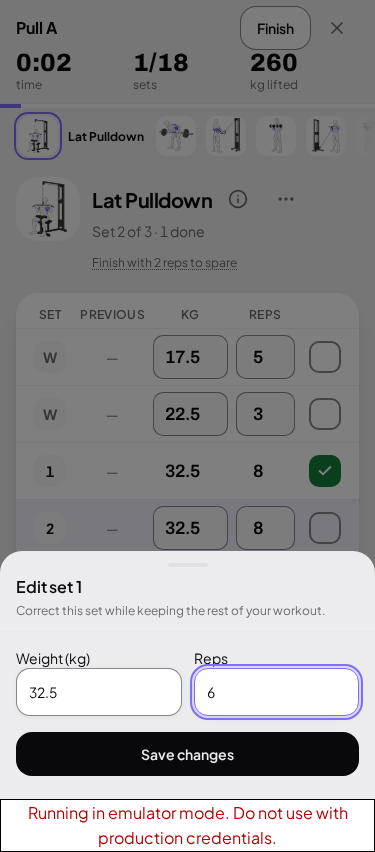 Pull A
Finish
0:02 1/18 260
time sets kg lifted
Lat Pulldown
Lat Pulldown
Set 2 of 3 · 1 done
Finish with 2 reps to spare
SET PREVIOUS KG REPS
W — 17.5 5
W — 22.5 3
1 — 32.5 8
2 — 32.5 8
Edit set 1
Correct this set while keeping the rest of your workout.
Weight (kg) Reps
32.5 6
Save changes
Running in emulator mode. Do not use with
production credentials.